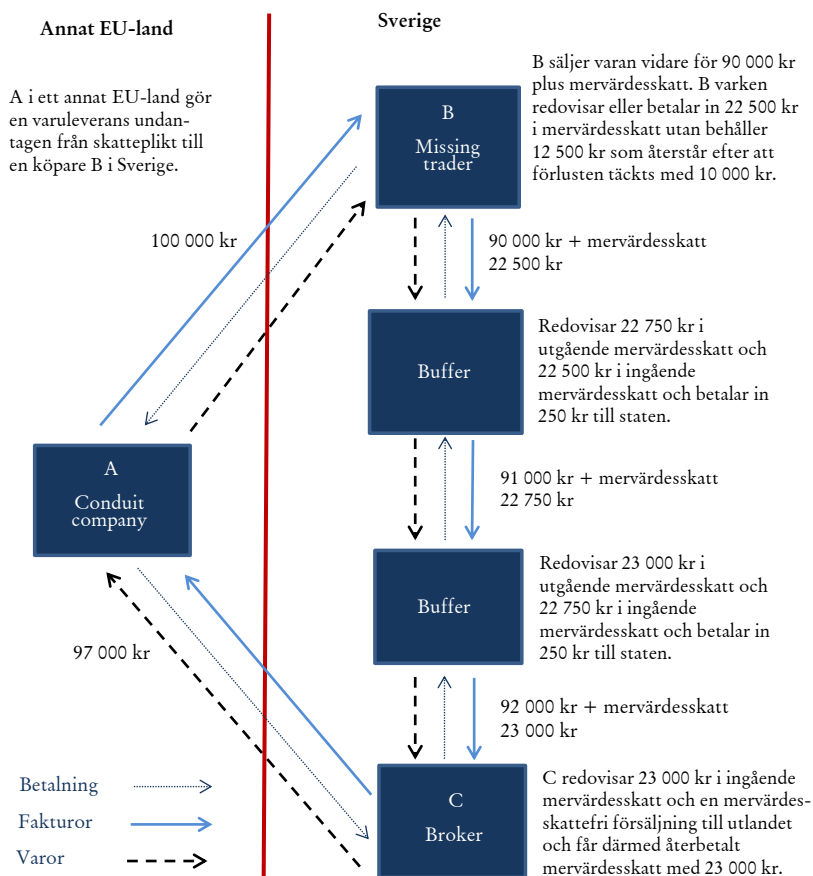 Annat EU-land
Sverige
A i ett annat EU-land gör
en varuleverans undan-
tagen från skatteplikt till
en köpare B i Sverige.
B
Missing
trader
B säljer varan vidare för 90 000 kr
plus mervärdesskatt. B varken
redovisar eller betalar in 22 500 kr
i mervärdesskatt utan behåller
12 500 kr som återstår efter att
förlusten täckts med 10 000 kr.
100 000 kr
90 000 kr + mervärdesskatt
22 500 kr
Buffer
Redovisar 22 750 kr i
utgående mervärdesskatt och
22 500 kr i ingående
mervärdesskatt och betalar in
250 kr till staten.
A
Conduit
company
91 000 kr + mervärdesskatt
22 750 kr
Buffer
Redovisar 23 000 kr i
utgående mervärdesskatt och
22 750 kr i ingående
mervärdesskatt och betalar in
250 kr till staten.
97 000 kr
92 000 kr + mervärdesskatt
23 000 kr
C
Broker
C redovisar 23 000 kr i ingående
mervärdesskatt och en mervärdes-
skattefri försäljning till utlandet
och får därmed återbetalt
mervärdesskatt med 23 000 kr.
Betalning
Fakturor
Varor